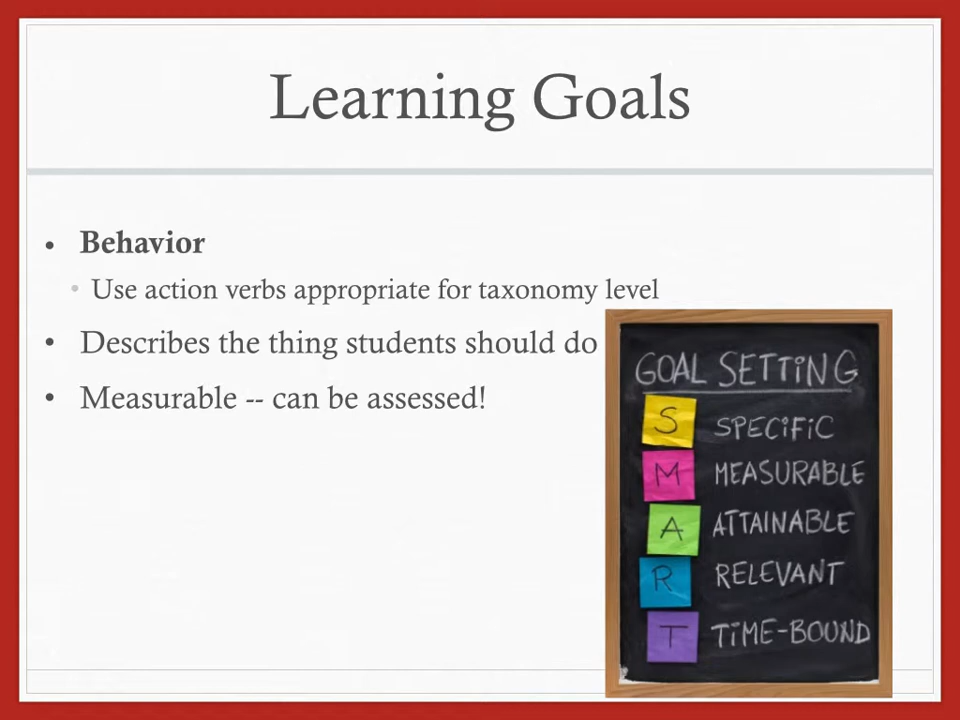 Learning Goals
• Behavior
• Use action verbs appropriate for taxonomy level
• Describes the thing students should do
• Measurable -- can be assessed!
GOAL SETTiNG
S SPECiFiC
M MEASURABLE
A ATTAINABLE
R RELEVANT
T TiME-BOUND